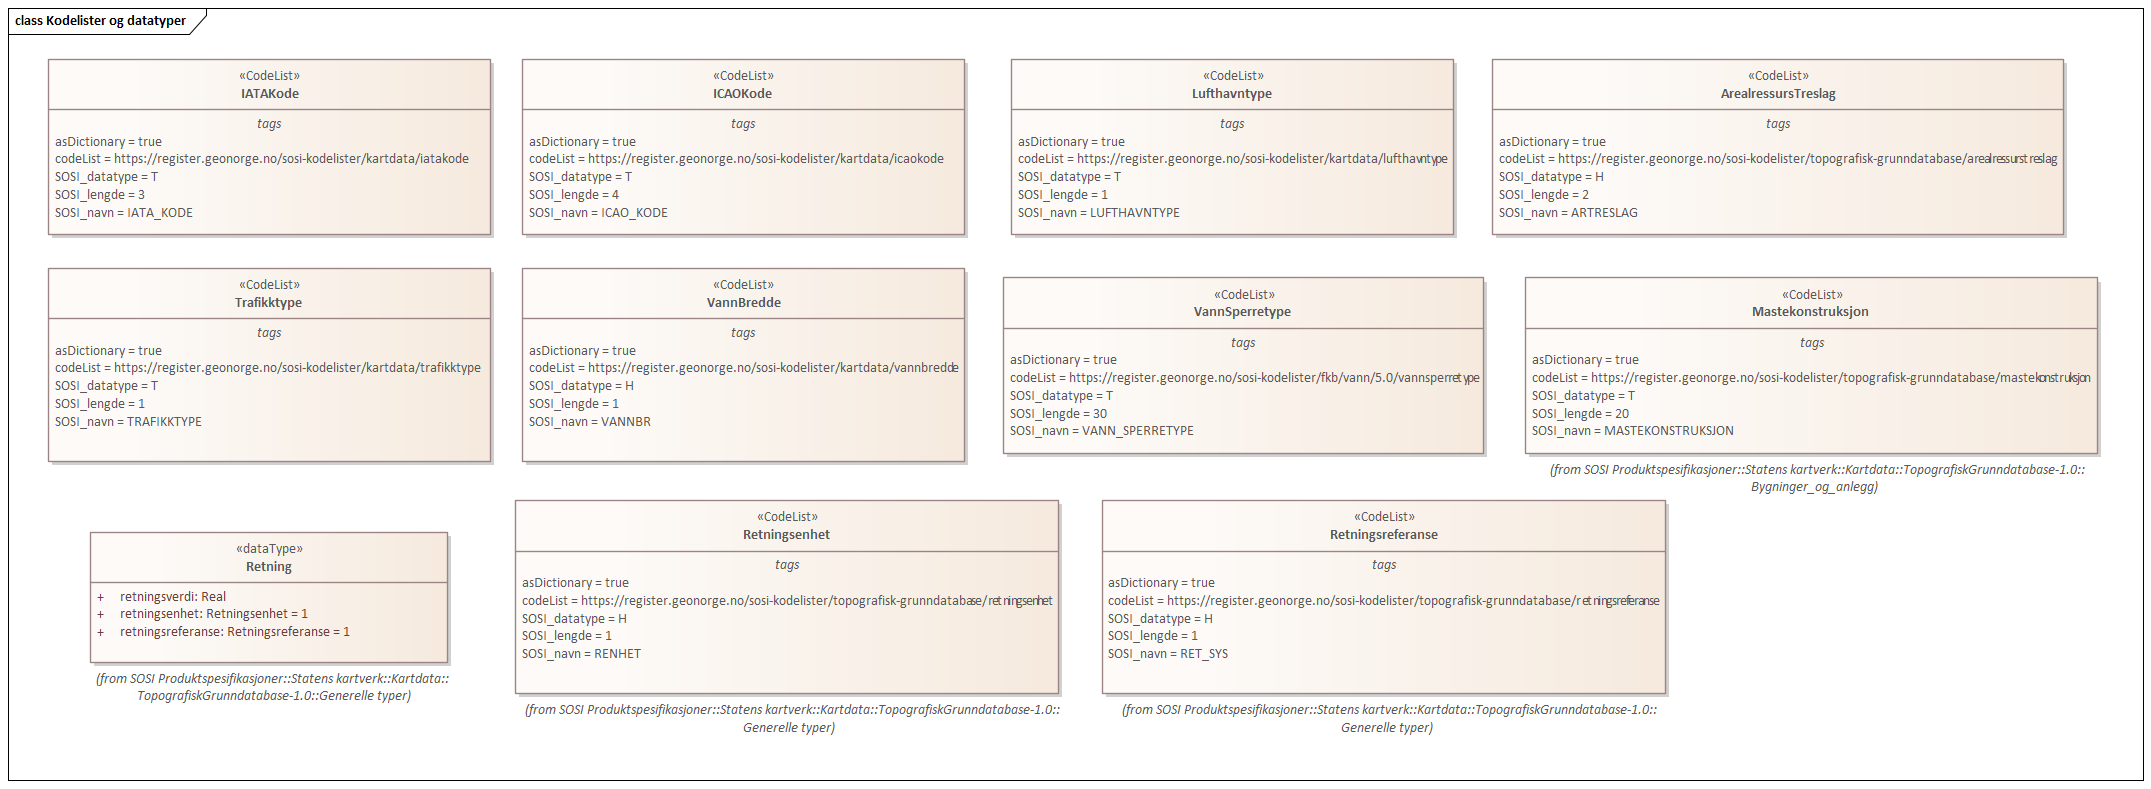 class Kodelister og datatyper
«CodeList»
IATAKode
tags
asDictionary = true
codeList = https://register.geonorge.no/sosi-kodelister/kartdata/iatakode
SOSI_datatype = T
SOSI_lengde = 3
SOSI_navn = IATA_KODE
«CodeList»
ICAOKode
tags
asDictionary = true
codeList = https://register.geonorge.no/sosi-kodelister/kartdata/icaokode
SOSI_datatype = T
SOSI_lengde = 4
SOSI_navn = ICAO_KODE
«CodeList»
Lufthavntype
tags
asDictionary = true
codeList = https://register.geonorge.no/sosi-kodelister/kartdata/lufthavntype
SOSI_datatype = T
SOSI_lengde = 1
SOSI_navn = LUFTHAVNTYPE
«CodeList»
ArealressursTreslag
tags
asDictionary = true
codeList = https://register.geonorge.no/sosi-kodelister/topografisk-grunndatabase/arealressurstreslag
SOSI_datatype = H
SOSI_lengde = 2
SOSI_navn = ARTRESLAG
«CodeList»
Trafikktype
tags
asDictionary = true
codeList = https://register.geonorge.no/sosi-kodelister/kartdata/trafikktype
SOSI_datatype = T
SOSI_lengde = 1
SOSI_navn = TRAFIKKTYPE
«CodeList»
VannBredde
tags
asDictionary = true
codeList = https://register.geonorge.no/sosi-kodelister/kartdata/vannbredde
SOSI_datatype = H
SOSI_lengde = 1
SOSI_navn = VANNBR
«CodeList»
VannSperretype
tags
asDictionary = true
codeList = https://register.geonorge.no/sosi-kodelister/fkb/vann/5.0/vannsperretype
SOSI_datatype = T
SOSI_lengde = 30
SOSI_navn = VANN_SPERRETYPE
«CodeList»
Mastekonstruksjon
tags
asDictionary = true
codeList = https://register.geonorge.no/sosi-kodelister/topografisk-grunndatabase/mastekonstruksjon
SOSI_datatype = T
SOSI_lengde = 20
SOSI_navn = MASTEKONSTRUKSJON
(from SOSI Produktspesifikasjoner::Statens kartverk::Kartdata::TopografiskGrunndatabase-1.0::
Bygninger_og_anlegg)
«dataType»
Retning
+ retningsverdi: Real
+ retningsenhet: Retningsenhet = 1
+ retningsreferanse: Retningsreferanse = 1
(from SOSI Produktspesifikasjoner::Statens kartverk::Kartdata::
TopografiskGrunndatabase-1.0::Generelle typer)
«CodeList»
Retningsenhet
tags
asDictionary = true
codeList = https://register.geonorge.no/sosi-kodelister/topografisk-grunndatabase/retningsenhet
SOSI_datatype = H
SOSI_lengde = 1
SOSI_navn = RENHET
(from SOSI Produktspesifikasjoner::Statens kartverk::Kartdata::TopografiskGrunndatabase-1.0::
Generelle typer)
«CodeList»
Retningsreferanse
tags
asDictionary = true
codeList = https://register.geonorge.no/sosi-kodelister/topografisk-grunndatabase/retningsreferanse
SOSI_datatype = H
SOSI_lengde = 1
SOSI_navn = RET_SYS
(from SOSI Produktspesifikasjoner::Statens kartverk::Kartdata::TopografiskGrunndatabase-1.0::
Generelle typer)